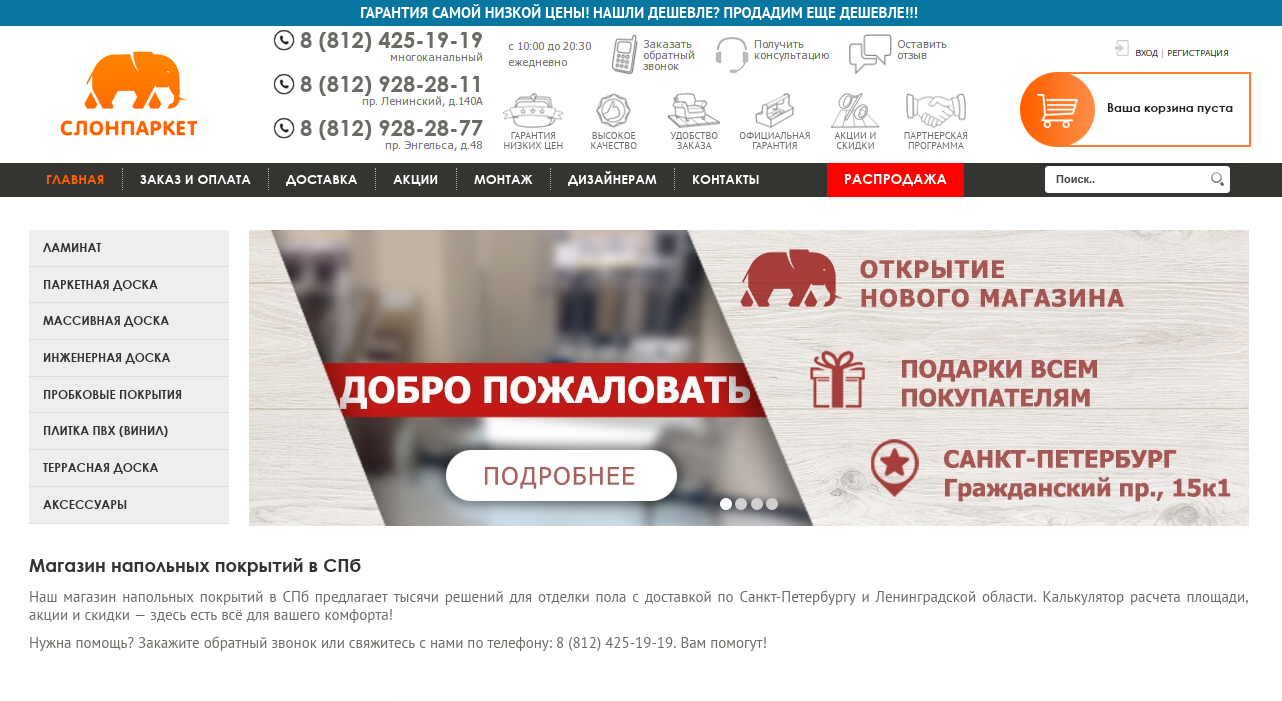 ГАРАНТИЯ САМОЙ НИЗКОЙ ЦЕНЫ! НАШЛИ ДЕШЕВЛЕ? ПРОДАДИМ ЕЩЕ ДЕШЕВЛЕ!!!
СЛОНПАРКЕТ
8 (812) 425-19-19
многоканальный
8 (812) 928-28-11
пр. Ленинский, д.140А
8 (812) 928-28-77
пр. Энгельса, д.48
с 10:00 до 20:30
ежедневно
Заказать
обратный
звонок
Получить
консультацию
Оставить
отзыв
ГАРАНТИЯ
НИЗКИХ ЦЕН
ВЫСОКОЕ
КАЧЕСТВО
УДОБСТВО
ЗАКАЗА
ОФИЦИАЛЬНАЯ
ГАРАНТИЯ
%
АКЦИИ И
СКИДКИ
ПАРТНЕРСКАЯ
ПРОГРАММА
ВХОД | РЕГИСТРАЦИЯ
Ваша корзина пуста
ГЛАВНАЯ
ЗАКАЗ И ОПЛАТА
ДОСТАВКА
АКЦИИ
МОНТАЖ
ДИЗАЙНЕРАМ
КОНТАКТЫ
РАСПРОДАЖА
Поиск..
ЛАМИНАТ
ПАРКЕТНАЯ ДОСКА
МАССИВНАЯ ДОСКА
ИНЖЕНЕРНАЯ ДОСКА
ПРОБКОВЫЕ ПОКРЫТИЯ
ПЛИТКА ПВХ (ВИНИЛ)
ТЕРРАСНАЯ ДОСКА
АКСЕССУАРЫ
ДОБРО ПОЖАЛОВАТЬ
ПОДРОБНЕЕ
ОТКРЫТИЕ
НОВОГО МАГАЗИНА
ПОДАРКИ ВСЕМ
ПОКУПАТЕЛЯМ
САНКТ-ПЕТЕРБУРГ
Гражданский пр., 15к1
Магазин напольных покрытий в СПб
Наш магазин напольных покрытий в СПб предлагает тысячи решений для отделки пола с доставкой по Санкт-Петербургу и Ленинградской области. Калькулятор расчета площади,
акции и скидки — здесь есть всё для вашего комфорта!
Нужна помощь? Закажите обратный звонок или свяжитесь с нами по телефону: 8 (812) 425-19-19. Вам помогут!